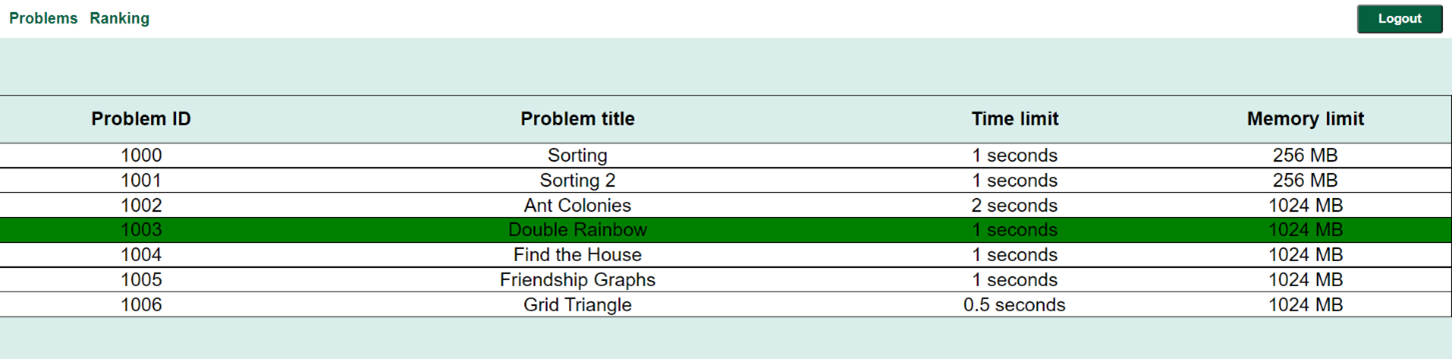 Problems Ranking Logout
Problem ID Problem title Time limit Memory limit
1000 Sorting 1 seconds 256 MB
1001 Sorting 2 1 seconds 256 MB
1002 Ant Colonies 2 seconds 1024 MB
1003 Double Rainbow 1 seconds 1024 MB
1004 Find the House 1 seconds 1024 MB
1005 Friendship Graphs 1 seconds 1024 MB
1006 Grid Triangle 0.5 seconds 1024 MB